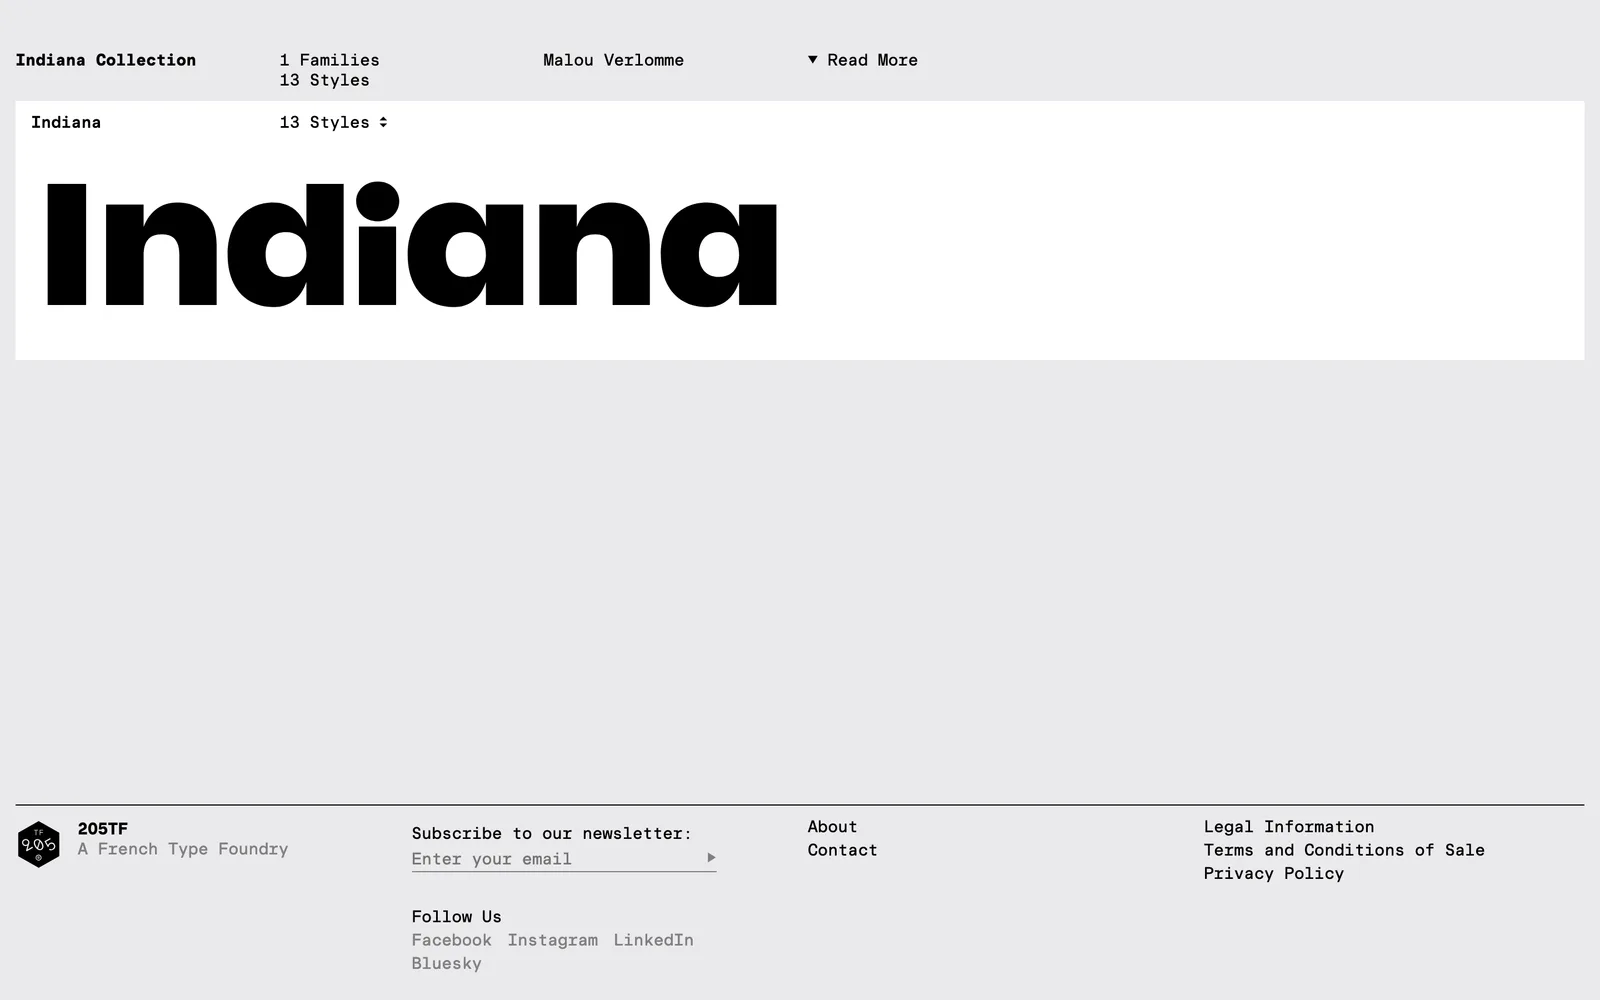 Indiana Collection
1 Families
13 Styles
Malou Verlomme
▼ Read More
Indiana
13 Styles
Indiana
TF
205
205TF
A French Type Foundry
Subscribe to our newsletter:
Enter your email
Follow Us
Facebook Instagram LinkedIn
Bluesky
About
Contact
Legal Information
Terms and Conditions of Sale
Privacy Policy